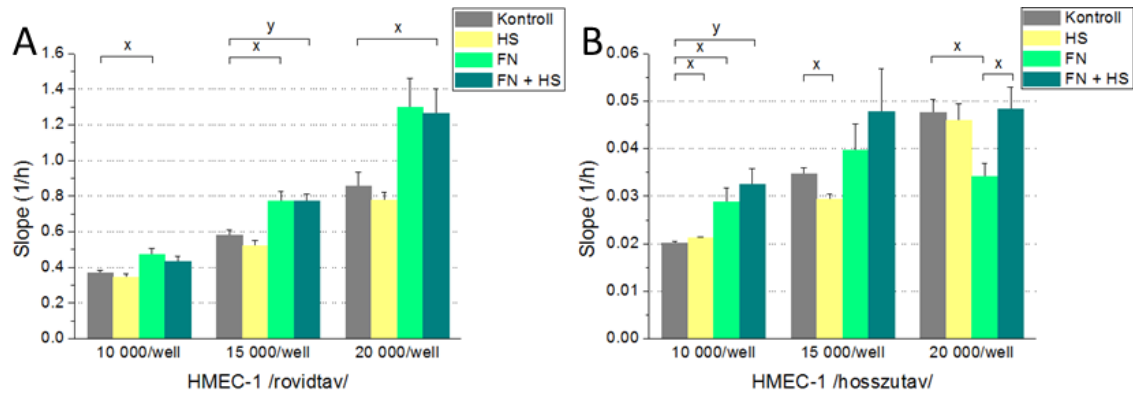 A
Slope (1/h)
1.6
1.4
1.2
1.0
0.8
0.6
0.4
0.2
0.0
x
y
x
x
Kontroll
HS
FN
FN + HS
10 000/well
15 000/well
20 000/well
HMEC-1 /rovidtav/
B
Slope (1/h)
0.06
0.05
0.04
0.03
0.02
0.01
0.00
y
x
x
x
x
x
Kontroll
HS
FN
FN + HS
10 000/well
15 000/well
20 000/well
HMEC-1 /hosszutav/